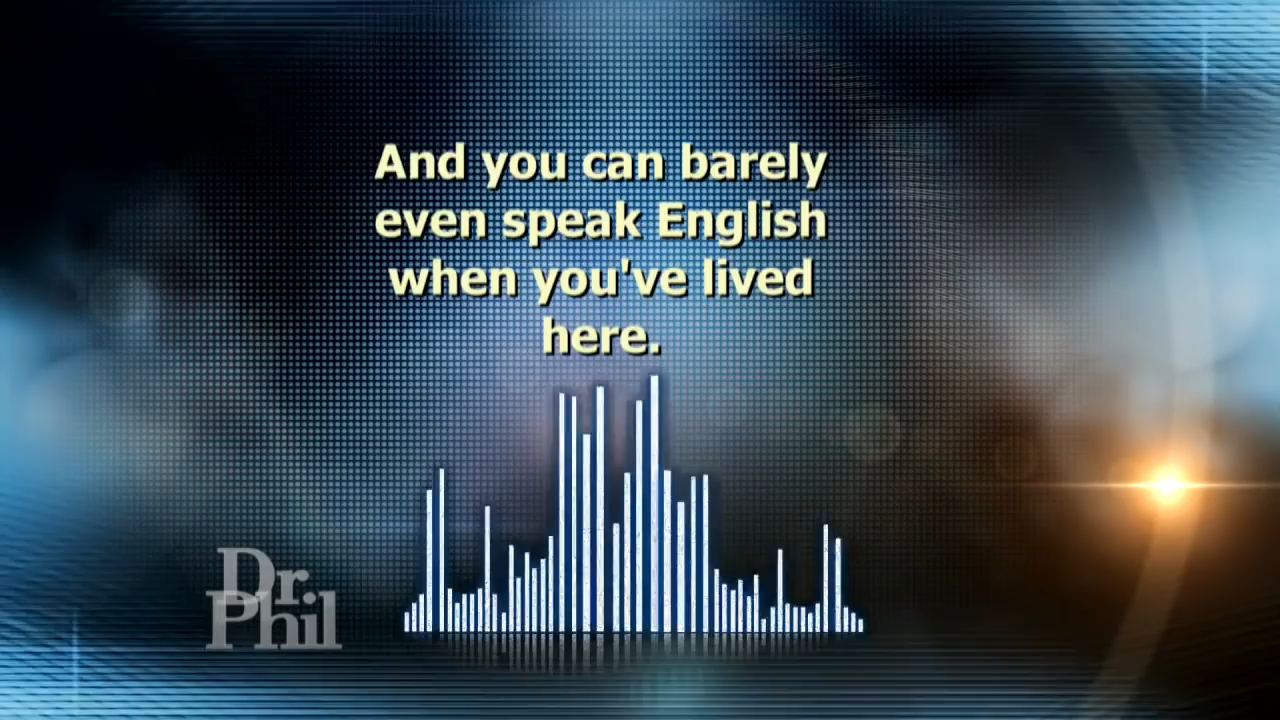 And you can barely
even speak English
when you've lived
here.
Dr.
Phil